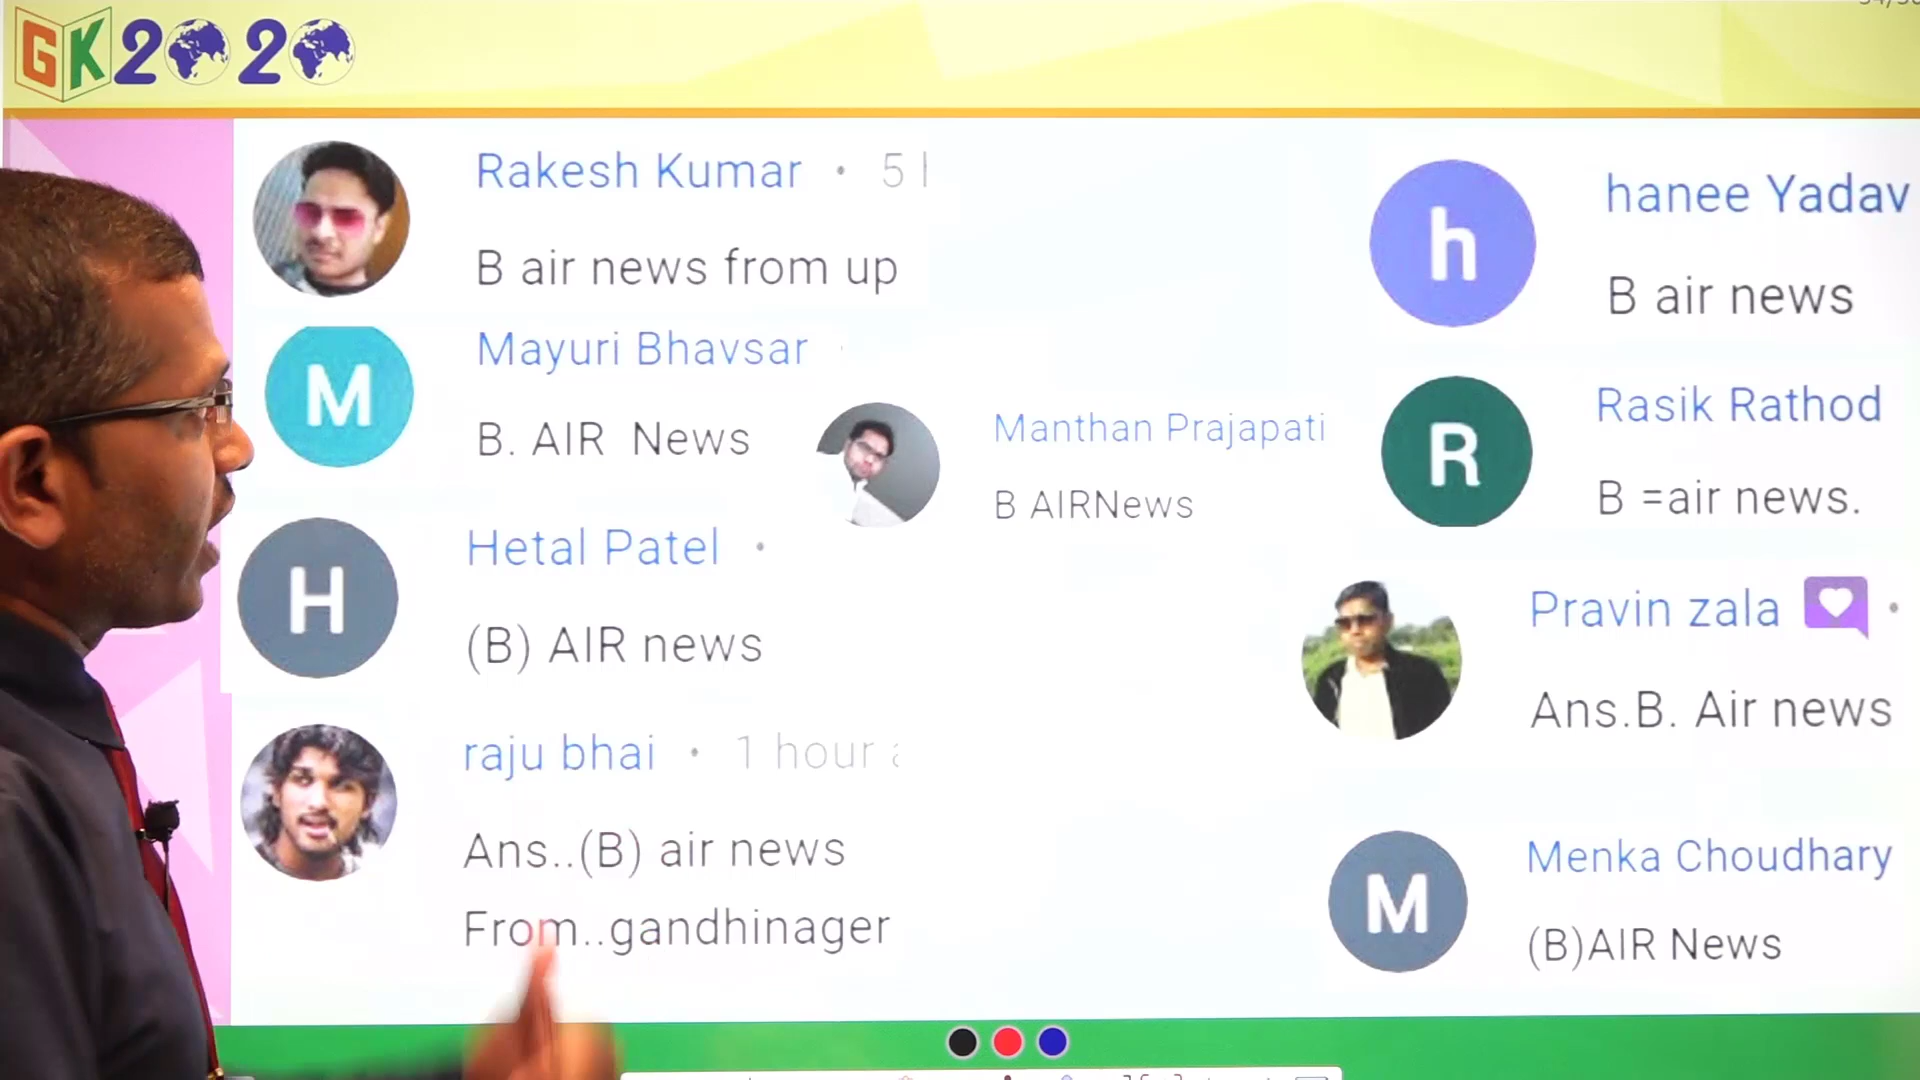 GK2020
Rakesh Kumar • 5
B air news from up
M
Mayuri Bhavsar
B. AIR News
H
Hetal Patel •
(B) AIR news
raju bhai • 1 hour
Ans..(B) air news
From..gandhinager
Manthan Prajapati
B AIRNews
h
hanee Yadav
B air news
R
Rasik Rathod
B =air news.
Pravin zala •
Ans.B. Air news
M
Menka Choudhary
(B)AIR News